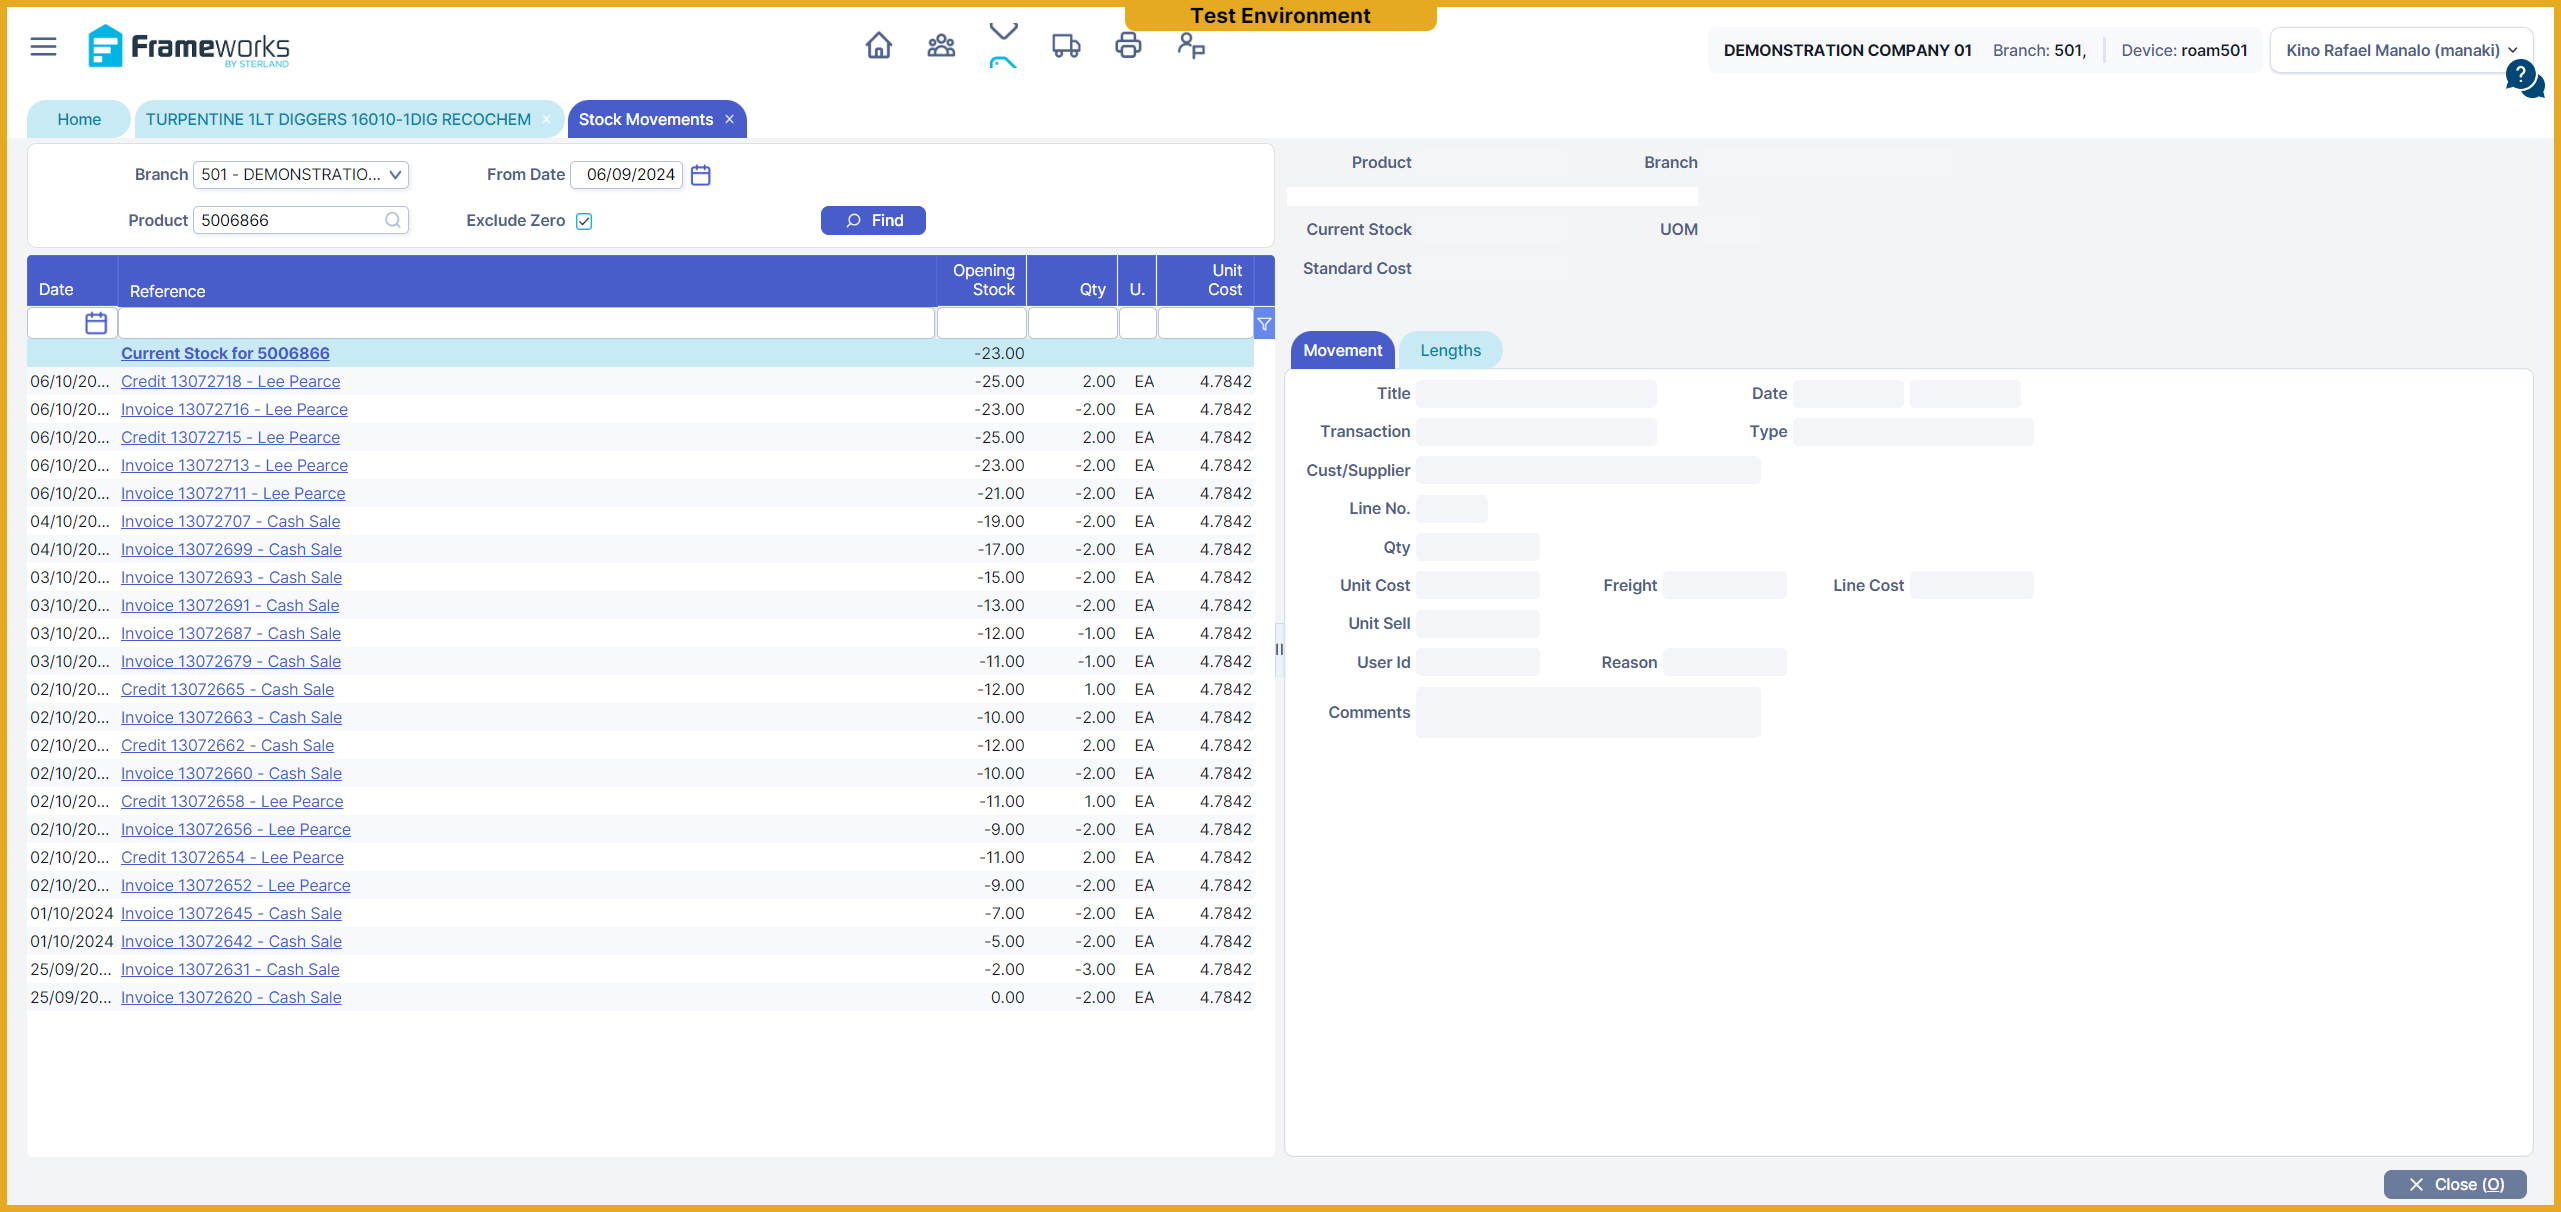 Test Environment
Frameworks
BY STERLAND
DEMONSTRATION COMPANY 01 Branch: 501, Device: roam501 Kino Rafael Manalo (manaki)
?
Home TURPENTINE 1LT DIGGERS 16010-1DIG RECOCHEM × Stock Movements ×
Branch 501 - DEMONSTRATIO... From Date 06/09/2024
Product 5006866 Exclude Zero Find
Product Branch
Current Stock UOM
Standard Cost
Date Reference Opening Stock Qty U. Unit Cost
Current Stock for 5006866 -23.00
06/10/20... Credit 13072718 - Lee Pearce -25.00 2.00 EA 4.7842
06/10/20... Invoice 13072716 - Lee Pearce -23.00 -2.00 EA 4.7842
06/10/20... Credit 13072715 - Lee Pearce -25.00 2.00 EA 4.7842
06/10/20... Invoice 13072713 - Lee Pearce -23.00 -2.00 EA 4.7842
06/10/20... Invoice 13072711 - Lee Pearce -21.00 -2.00 EA 4.7842
04/10/20... Invoice 13072707 - Cash Sale -19.00 -2.00 EA 4.7842
04/10/20... Invoice 13072699 - Cash Sale -17.00 -2.00 EA 4.7842
03/10/20... Invoice 13072693 - Cash Sale -15.00 -2.00 EA 4.7842
03/10/20... Invoice 13072691 - Cash Sale -13.00 -2.00 EA 4.7842
03/10/20... Invoice 13072687 - Cash Sale -12.00 -1.00 EA 4.7842
03/10/20... Invoice 13072679 - Cash Sale -11.00 -1.00 EA 4.7842
02/10/20... Credit 13072665 - Cash Sale -12.00 1.00 EA 4.7842
02/10/20... Invoice 13072663 - Cash Sale -10.00 -2.00 EA 4.7842
02/10/20... Credit 13072662 - Cash Sale -12.00 2.00 EA 4.7842
02/10/20... Invoice 13072660 - Cash Sale -10.00 -2.00 EA 4.7842
02/10/20... Credit 13072658 - Lee Pearce -11.00 1.00 EA 4.7842
02/10/20... Invoice 13072656 - Lee Pearce -9.00 -2.00 EA 4.7842
02/10/20... Credit 13072654 - Lee Pearce -11.00 2.00 EA 4.7842
02/10/20... Invoice 13072652 - Lee Pearce -9.00 -2.00 EA 4.7842
01/10/2024 Invoice 13072645 - Cash Sale -7.00 -2.00 EA 4.7842
01/10/2024 Invoice 13072642 - Cash Sale -5.00 -2.00 EA 4.7842
25/09/20... Invoice 13072631 - Cash Sale -2.00 -3.00 EA 4.7842
25/09/20... Invoice 13072620 - Cash Sale 0.00 -2.00 EA 4.7842
Movement Lengths
Title Date
Transaction Type
Cust/Supplier
Line No.
Qty
Unit Cost Freight Line Cost
Unit Sell
User Id Reason
Comments
Close (O)